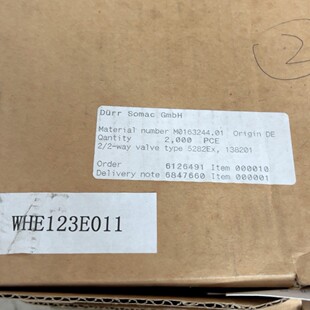 2
Dürr Somac GmbH
Material number M0163244.01 Origin DE
Qantity 2,000 PCE
2/2-way valve type 5282Ex, 138201
Order 6126491 Item 000010
Delivery note 6847660 Item 000001
WHE123E011